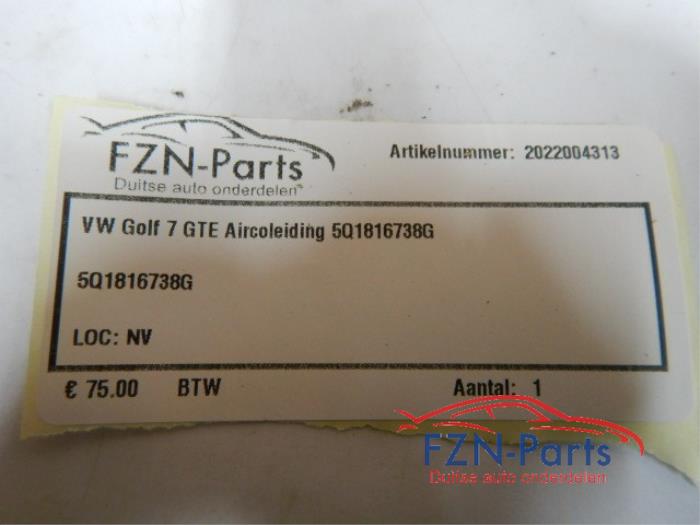 FZN-Parts
Duitse auto onderdelen
Artikelnummer: 2022004313
VW Golf 7 GTE Aircoleiding 5Q1816738G
5Q1816738G
LOC: NV
€ 75.00 BTW Aantal: 1
FZN-Parts
Duitse auto onderdelen